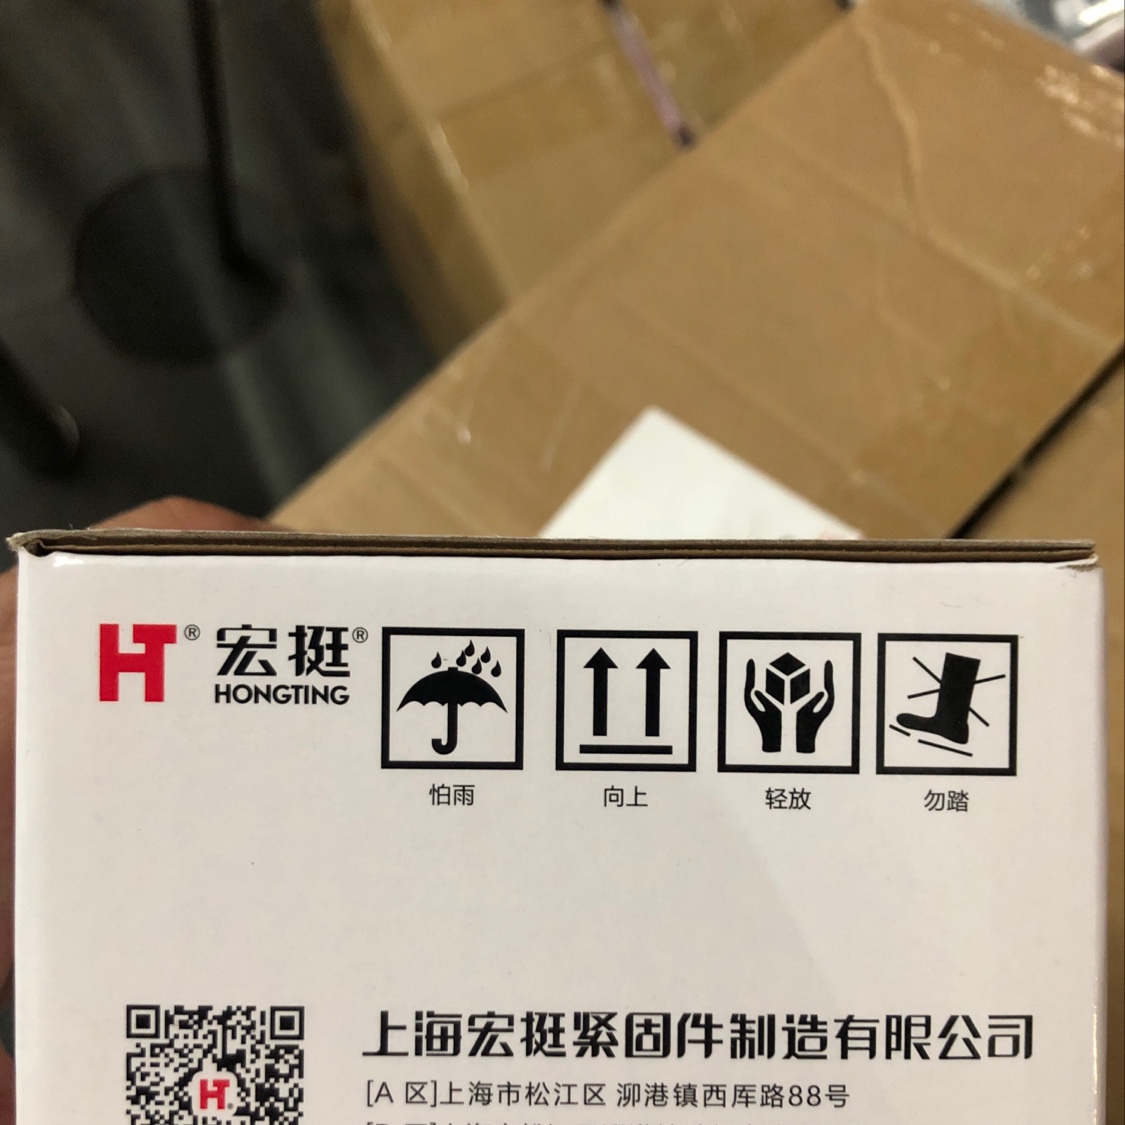 HT® 宏挺®
HONGTING
怕雨 向上 轻放 勿踏
上海宏挺紧固件制造有限公司
[A 区]上海市松江区 泖港镇西厍路88号